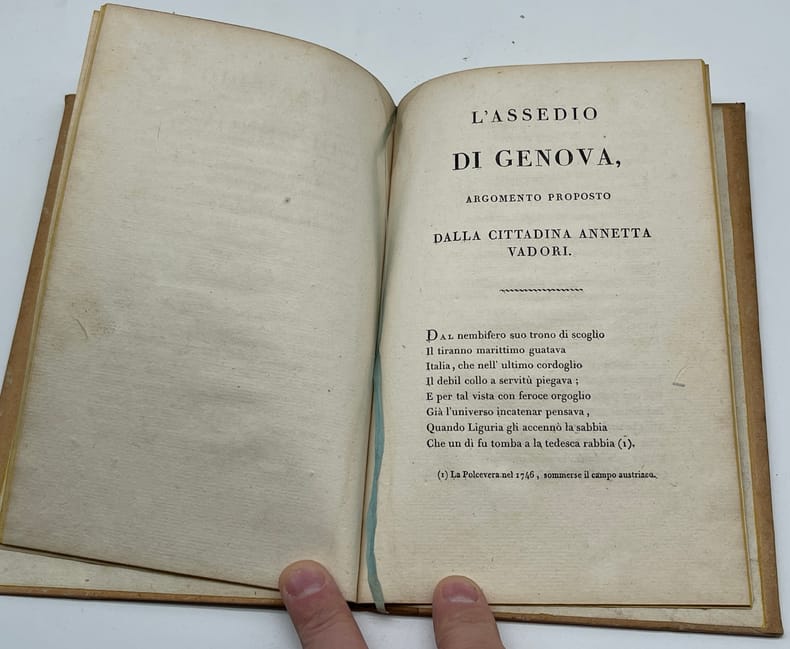 L'ASSEDIO
DI GENOVA,
ARGOMENTO PROPOSTO
DALLA CITTADINA ANNETTA
VADORI.
DAL nembifero suo trono di scoglio
Il tiranno marittimo guatava
Italia, che nell' ultimo cordoglio
Il debil collo a servitù piegava ;
E per tal vista con feroce orgoglio
Già l'universo incatenar pensava ,
Quando Liguria gli accennò la sabbia
Che un dì fu tomba a la tedesca rabbia (1).
(1) La Polcevera nel 1746 , sommerse il campo austriaco.